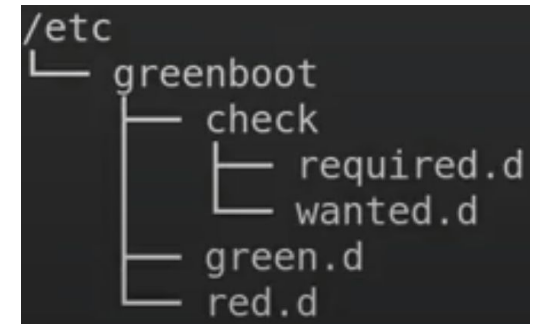 /etc
└── greenboot
    ├── check
    │   ├── required.d
    │   └── wanted.d
    ├── green.d
    └── red.d